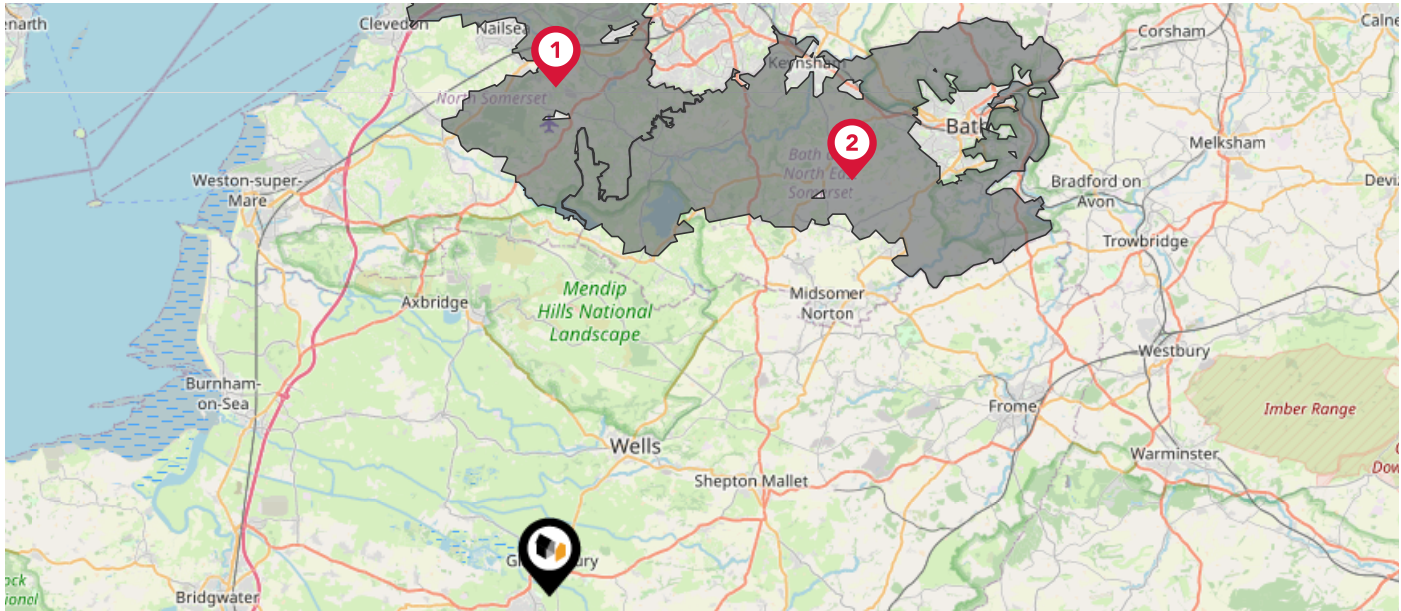 Clevedon
Nailsea
1
Corsham
Calne
Keynsham
North Somerset
Bath
2
Melksham
Bath
North East
Somerset
Weston-super-
Mare
Bradford on
Avon
Trowbridge
Axbridge
Mendip
Hills National
Landscape
Midsomer
Norton
Westbury
Burnham-
on-Sea
Frome
Imber Range
Wells
Warminster
Shepton Mallet
Bridgwater